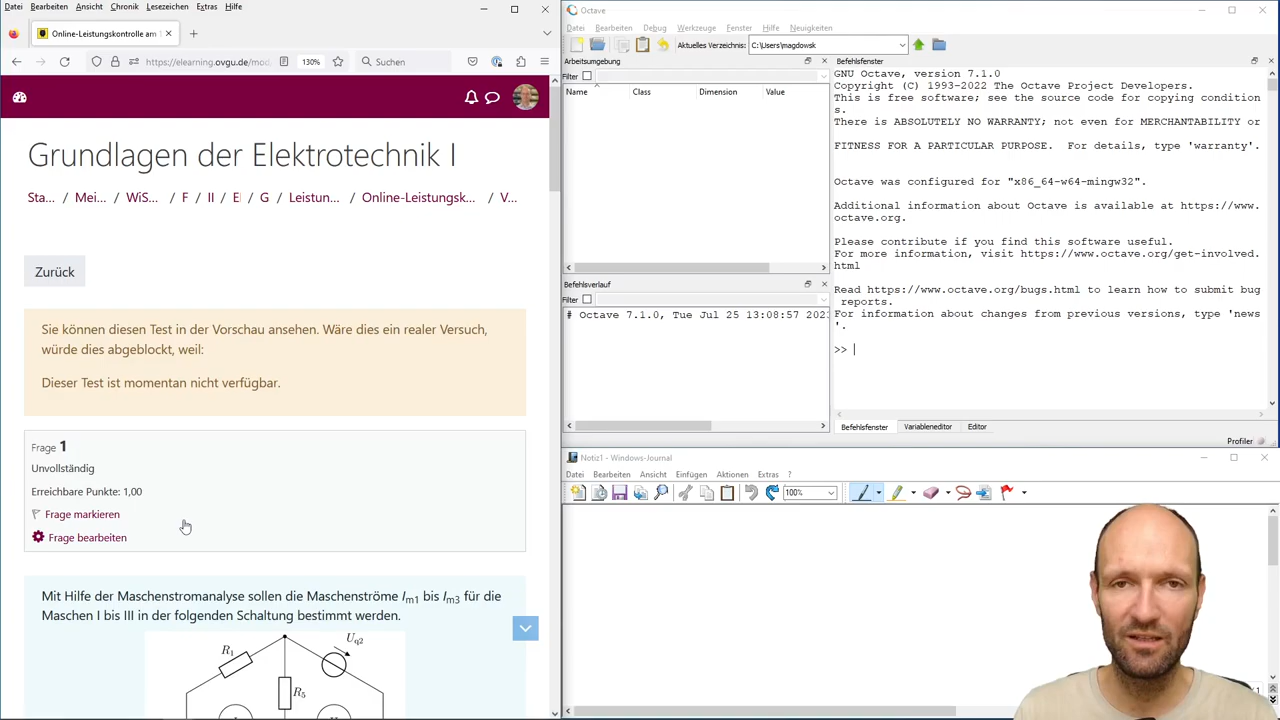 Datei Bearbeiten Ansicht Chronik Lesezeichen Extras Hilfe
Online-Leistungskontrolle am
https://elearning.ovgu.de/mod
130%
Suchen
Grundlagen der Elektrotechnik I
Sta... / Mei... / WiS... / F / II / E / G / Leistun... / Online-Leistungsk... / V...
Zurück
Sie können diesen Test in der Vorschau ansehen. Wäre dies ein realer Versuch,
würde dies abgeblockt, weil:
Dieser Test ist momentan nicht verfügbar.
Frage 1
Unvollständig
Erreichbare Punkte: 1,00
Frage markieren
Frage bearbeiten
Mit Hilfe der Maschenstromanalyse sollen die Maschenströme Im1 bis Im3 für die
Maschen I bis III in der folgenden Schaltung bestimmt werden.
R1
Uq2
R5
Octave
Datei Bearbeiten Debug Werkzeuge Fenster Hilfe Neuigkeiten
Aktuelles Verzeichnis: C:\Users\magdowsk
Arbeitsumgebung
Filter
Name Class Dimension Value
Befehlsverlauf
Filter
# Octave 7.1.0, Tue Jul 25 13:08:57 202
Befehlsfenster
GNU Octave, version 7.1.0
Copyright (C) 1993-2022 The Octave Project Developers.
This is free software; see the source code for copying condition
s.
There is ABSOLUTELY NO WARRANTY; not even for MERCHANTABILITY or
FITNESS FOR A PARTICULAR PURPOSE.  For details, type 'warranty'.
Octave was configured for "x86_64-w64-mingw32".
Additional information about Octave is available at https://www.
octave.org.
Please contribute if you find this software useful.
For more information, visit https://www.octave.org/get-involved.
html
Read https://www.octave.org/bugs.html to learn how to submit bug
reports.
For information about changes from previous versions, type 'news
'.
>>
Befehlsfenster Variableneditor Editor
Profiler
Notiz1 - Windows-Journal
Datei Bearbeiten Ansicht Einfügen Aktionen Extras ?
100%